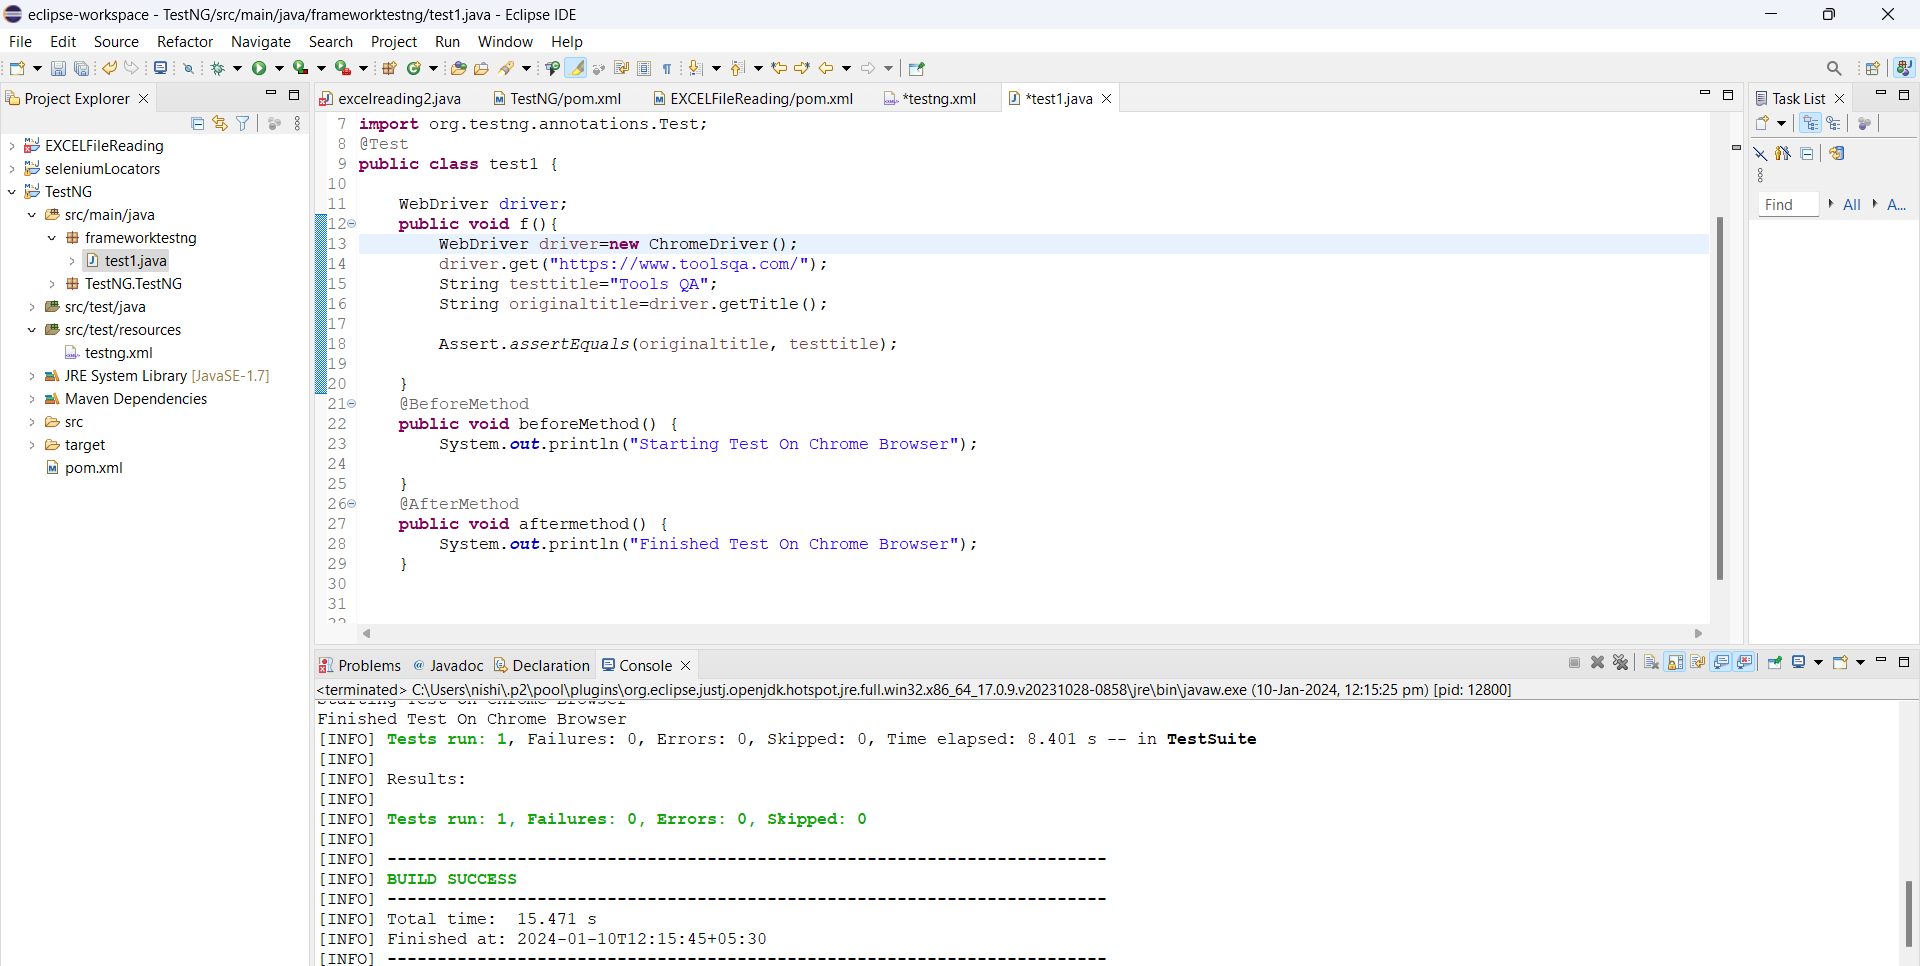 eclipse-workspace - TestNG/src/main/java/frameworktestng/test1.java - Eclipse IDE
File Edit Source Refactor Navigate Search Project Run Window Help
Project Explorer
EXCELFileReading
seleniumLocators
TestNG
src/main/java
frameworktestng
test1.java
TestNG.TestNG
src/test/java
src/test/resources
testng.xml
JRE System Library [JavaSE-1.7]
Maven Dependencies
src
target
pom.xml
excelreading2.java TestNG/pom.xml EXCELFileReading/pom.xml *testng.xml *test1.java
7 import org.testng.annotations.Test;
8 @Test
9 public class test1 {
10
11 WebDriver driver;
12 public void f(){
13 WebDriver driver=new ChromeDriver();
14 driver.get("https://www.toolsqa.com/");
15 String testtitle="Tools QA";
16 String originaltitle=driver.getTitle();
17
18 Assert.assertEquals(originaltitle, testtitle);
19
20 }
21 @BeforeMethod
22 public void beforeMethod() {
23 System.out.println("Starting Test On Chrome Browser");
24
25 }
26 @AfterMethod
27 public void aftermethod() {
28 System.out.println("Finished Test On Chrome Browser");
29 }
30
31
Task List
Find All A...
Problems @ Javadoc Declaration Console
<terminated> C:\Users\nishi\.p2\pool\plugins\org.eclipse.justj.openjdk.hotspot.jre.full.win32.x86_64_17.0.9.v20231028-0858\jre\bin\javaw.exe (10-Jan-2024, 12:15:25 pm) [pid: 12800]
Starting Test On Chrome Browser
Finished Test On Chrome Browser
[INFO] Tests run: 1, Failures: 0, Errors: 0, Skipped: 0, Time elapsed: 8.401 s -- in TestSuite
[INFO]
[INFO] Results:
[INFO]
[INFO] Tests run: 1, Failures: 0, Errors: 0, Skipped: 0
[INFO]
[INFO] ------------------------------------------------------------------------
[INFO] BUILD SUCCESS
[INFO] ------------------------------------------------------------------------
[INFO] Total time: 15.471 s
[INFO] Finished at: 2024-01-10T12:15:45+05:30
[INFO] ------------------------------------------------------------------------